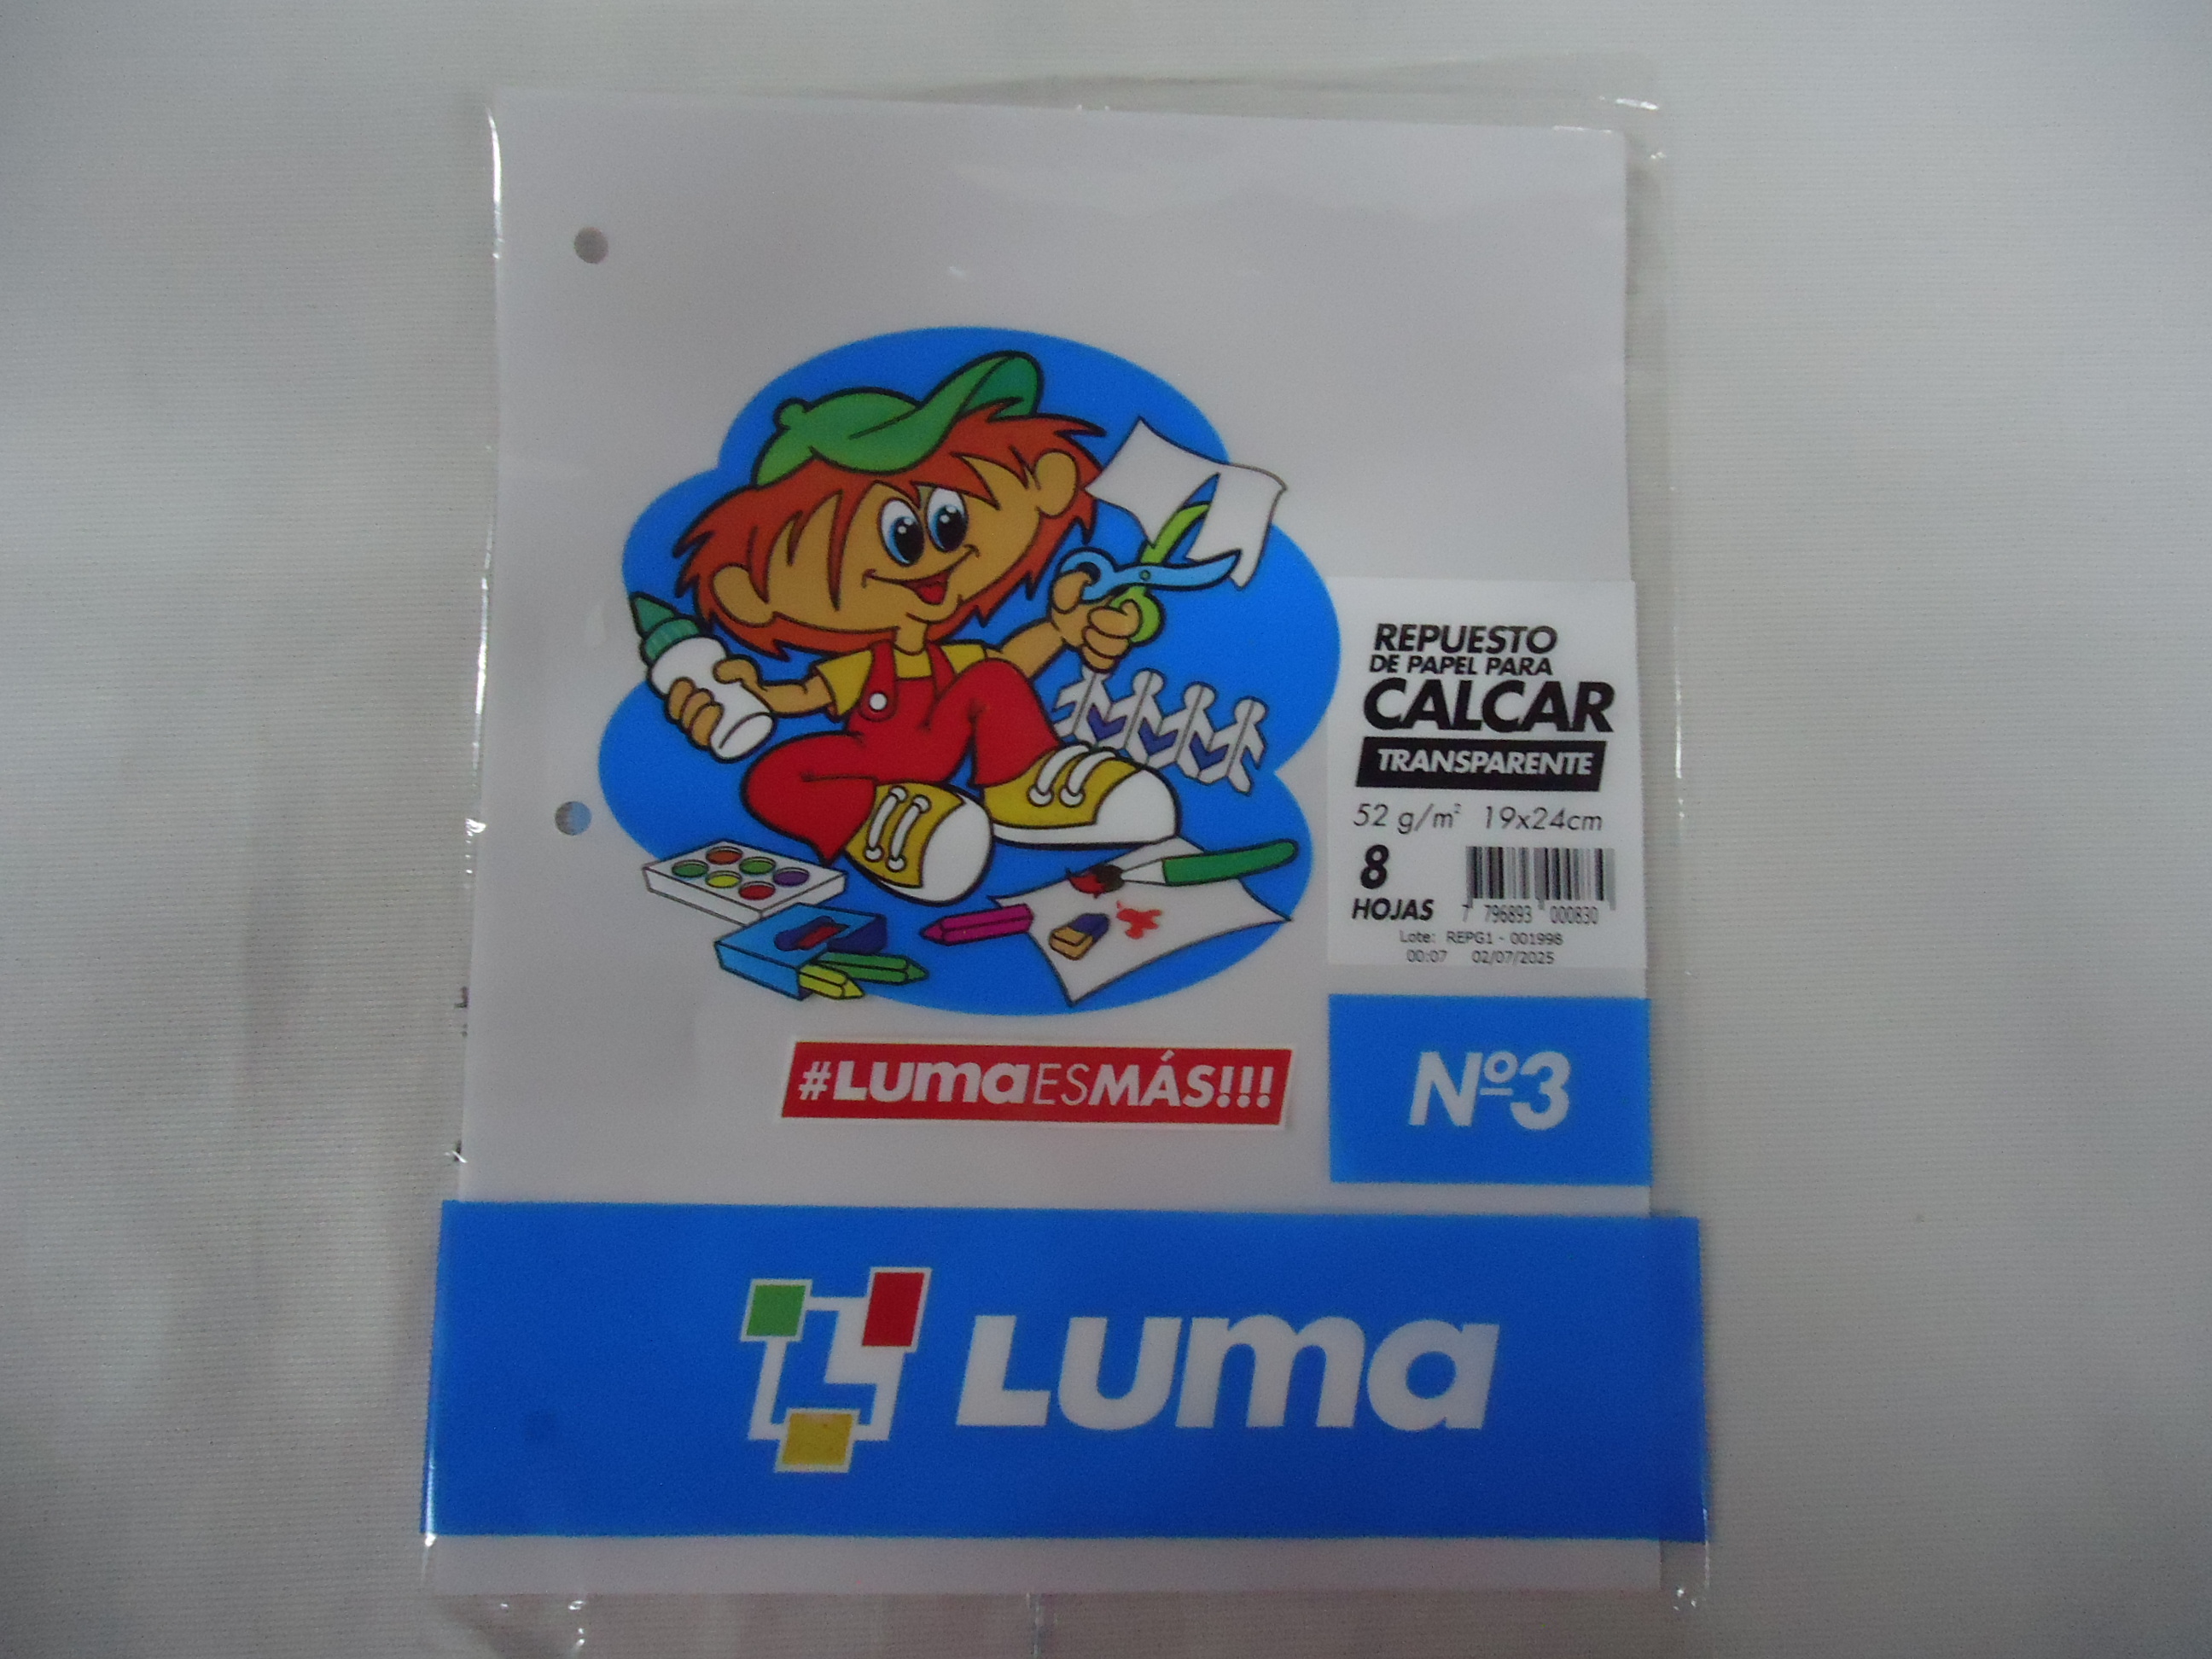 REPUESTO
DE PAPEL PARA
CALCAR
TRANSPARENTE
52 g/m² 19x24cm
8
HOJAS
7 796893 000830
Lote: REPG1 - 001998
00:07 02/07/2025
#LumaESMÁS!!!
Nº3
Luma